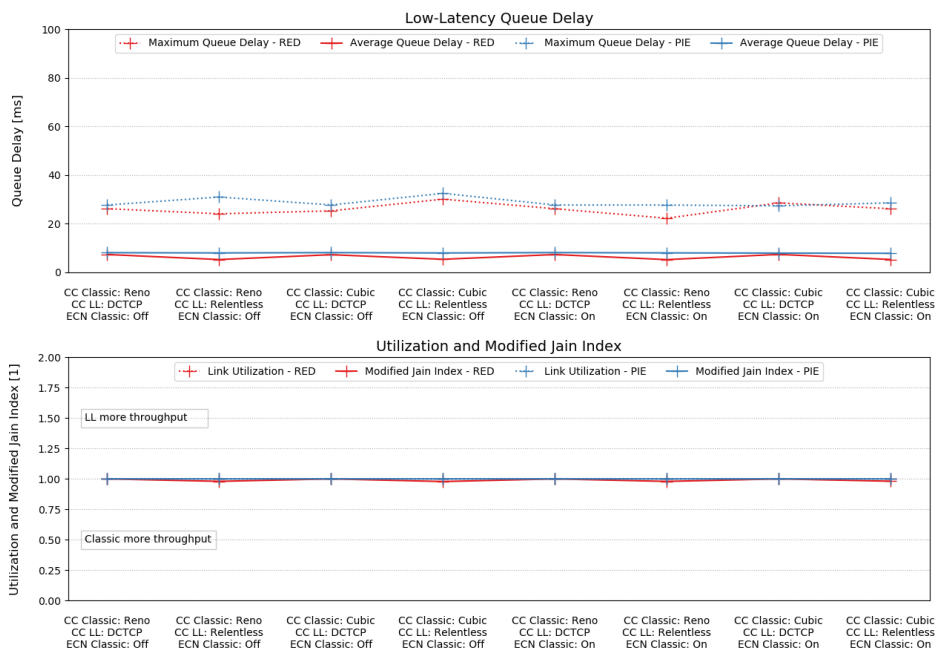 Low-Latency Queue Delay
100
80
60
40
20
0
Queue Delay [ms]
Maximum Queue Delay - RED
Average Queue Delay - RED
Maximum Queue Delay - PIE
Average Queue Delay - PIE
CC Classic: Reno
CC LL: DCTCP
ECN Classic: Off
CC Classic: Reno
CC LL: Relentless
ECN Classic: Off
CC Classic: Cubic
CC LL: DCTCP
ECN Classic: Off
CC Classic: Cubic
CC LL: Relentless
ECN Classic: Off
CC Classic: Reno
CC LL: DCTCP
ECN Classic: On
CC Classic: Reno
CC LL: Relentless
ECN Classic: On
CC Classic: Cubic
CC LL: DCTCP
ECN Classic: On
CC Classic: Cubic
CC LL: Relentless
ECN Classic: On
Utilization and Modified Jain Index
2.00
1.75
1.50
1.25
1.00
0.75
0.50
0.25
0.00
Utilization and Modified Jain Index [1]
Link Utilization - RED
Modified Jain Index - RED
Link Utilization - PIE
Modified Jain Index - PIE
LL more throughput
Classic more throughput
CC Classic: Reno
CC LL: DCTCP
ECN Classic: Off
CC Classic: Reno
CC LL: Relentless
ECN Classic: Off
CC Classic: Cubic
CC LL: DCTCP
ECN Classic: Off
CC Classic: Cubic
CC LL: Relentless
ECN Classic: Off
CC Classic: Reno
CC LL: DCTCP
ECN Classic: On
CC Classic: Reno
CC LL: Relentless
ECN Classic: On
CC Classic: Cubic
CC LL: DCTCP
ECN Classic: On
CC Classic: Cubic
CC LL: Relentless
ECN Classic: On